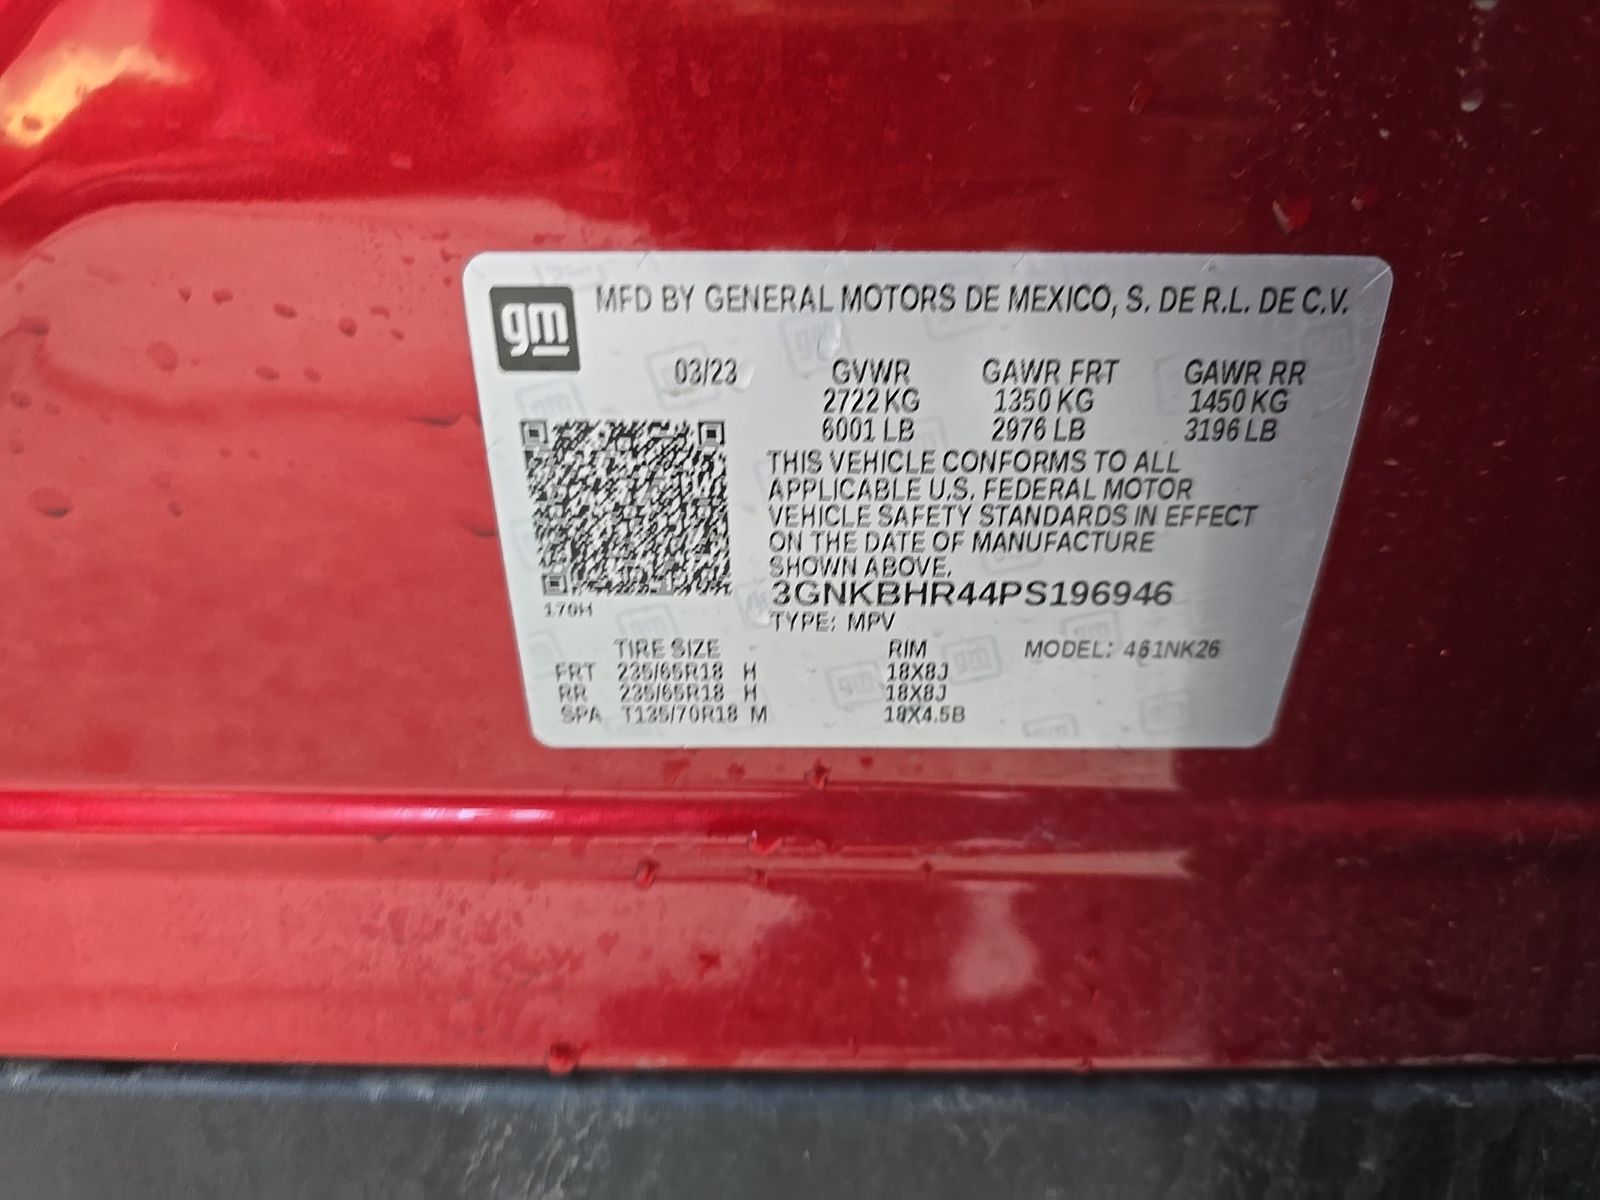 gm
MFD BY GENERAL MOTORS DE MEXICO, S. DE R.L. DE C.V.
03/23 GVWR GAWR FRT GAWR RR
2722 KG 1350 KG 1450 KG
6001 LB 2976 LB 3196 LB
THIS VEHICLE CONFORMS TO ALL
APPLICABLE U.S. FEDERAL MOTOR
VEHICLE SAFETY STANDARDS IN EFFECT
ON THE DATE OF MANUFACTURE
SHOWN ABOVE.
3GNKBHR44PS196946
170H
TYPE: MPV
TIRE SIZE RIM MODEL: 461NK26
FRT 235/65R18 H 18X8J
RR 235/65R18 H 18X8J
SPA T135/70R18 M 18X4.5B